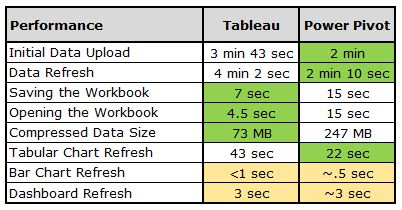 Performance Tableau Power Pivot
Initial Data Upload 3 min 43 sec 2 min
Data Refresh 4 min 2 sec 2 min 10 sec
Saving the Workbook 7 sec 15 sec
Opening the Workbook 4.5 sec 15 sec
Compressed Data Size 73 MB 247 MB
Tabular Chart Refresh 43 sec 22 sec
Bar Chart Refresh <1 sec ~.5 sec
Dashboard Refresh 3 sec ~3 sec